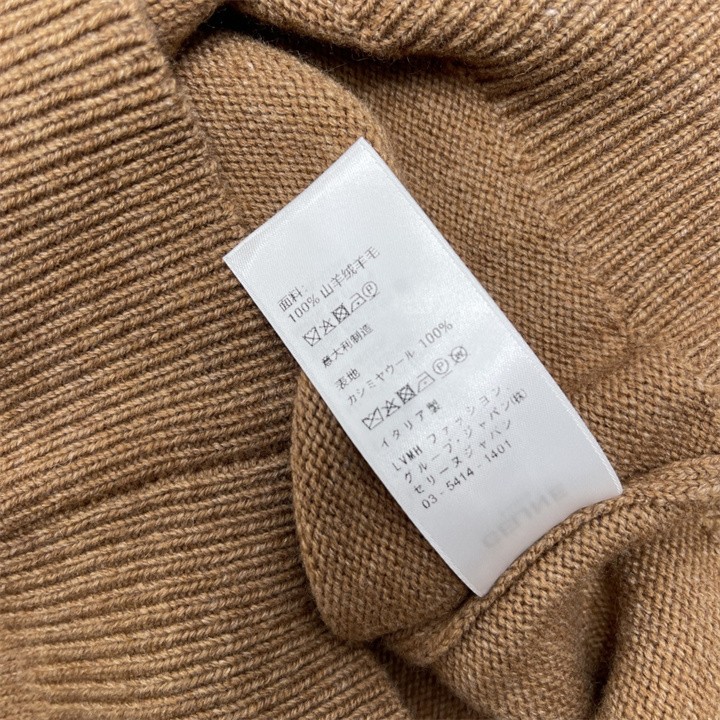 面料:
100% 山羊绒羊毛
意大利制造
表地
カシミヤウール 100%
イタリア製
LVMH ファッション.
グループ・ジャパン(株)
セリーヌジャパン
03-5414-1401
CELINE